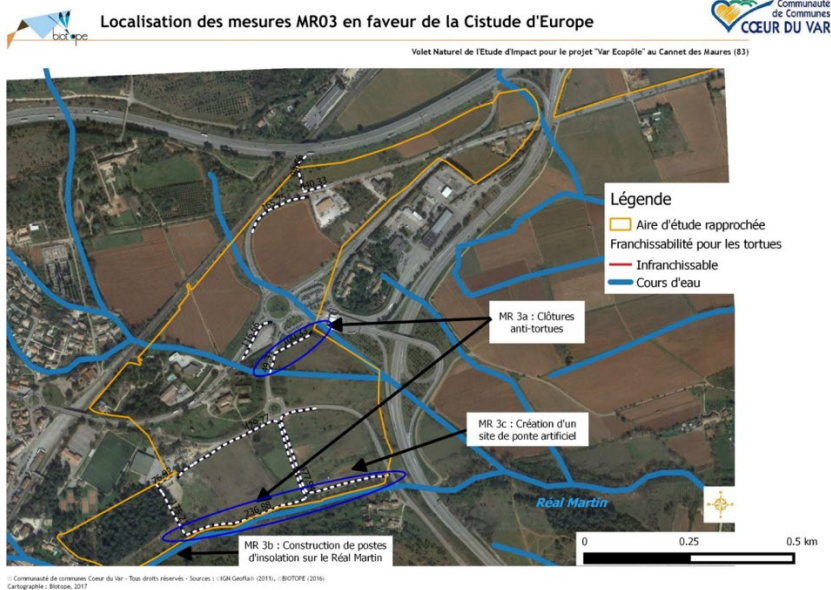 biotope
Localisation des mesures MR03 en faveur de la Cistude d'Europe
Communauté
de Communes
CŒUR DU VAR
Volet Naturel de l'Etude d'Impact pour le projet "Var Ecopôle" au Cannet des Maures (83)
Légende
Aire d'étude rapprochée
Franchissabilité pour les tortues
Infranchissable
Cours d'eau
MR 3a : Clôtures
anti-tortues
MR 3c : Création d'un
site de ponte artificiel
Réal Martin
236.98
MR 3b : Construction de postes
d'insolation sur le Réal Martin
0
0.25
0.5 km
© Communauté de communes Coeur du Var - Tous droits réservés - Sources : ©IGN Geofla® (2011), ©BIOTOPE (2016)
Cartographie : Biotope, 2017